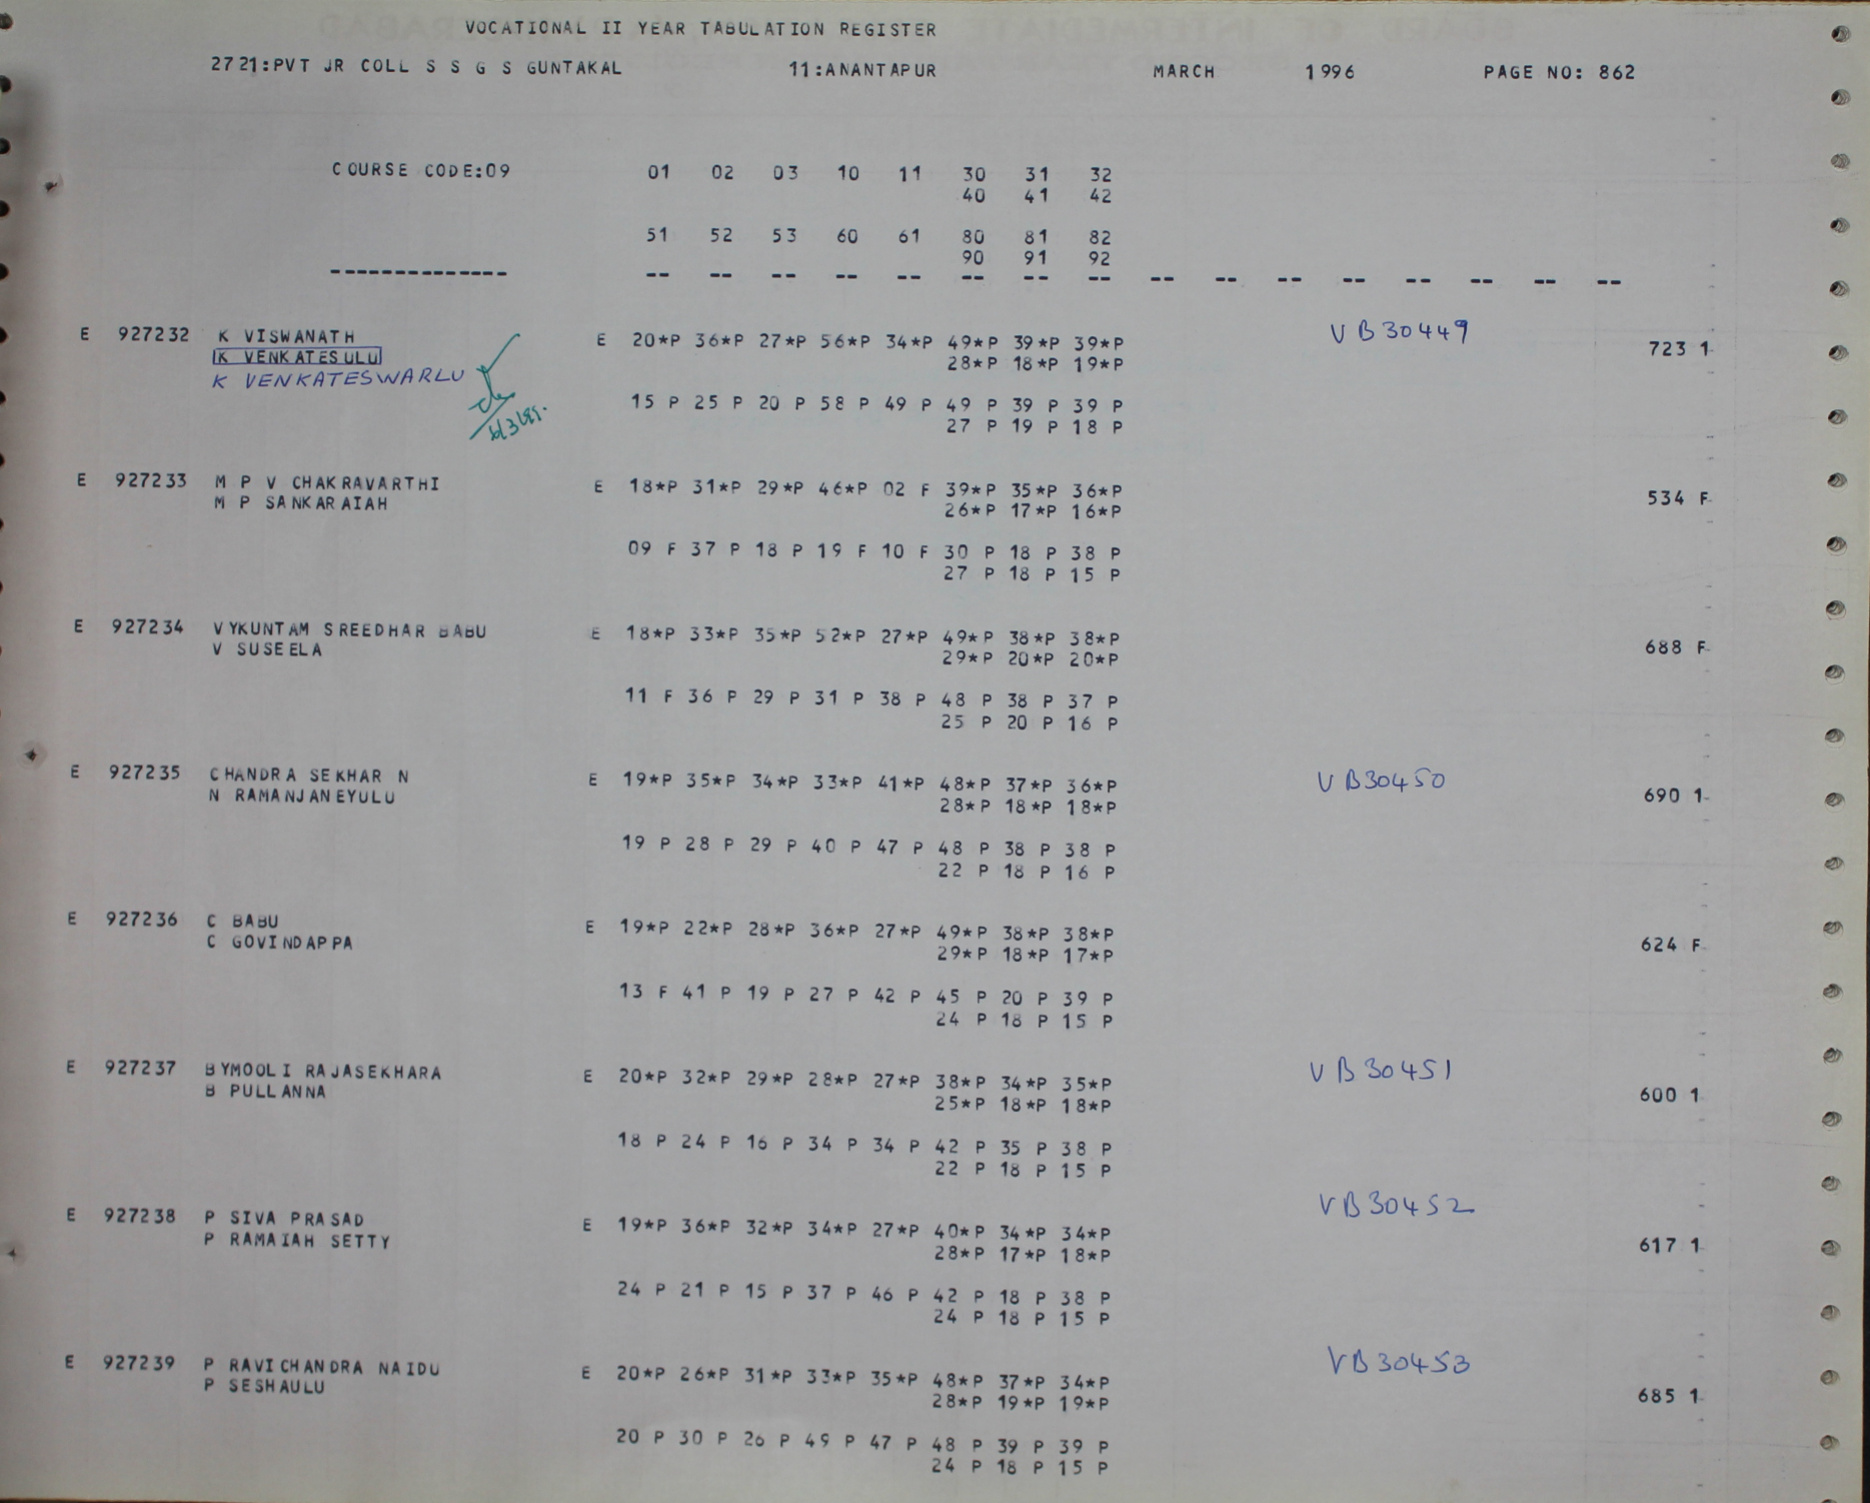 VOCATIONAL II YEAR TABULATION REGISTER
2721:PVT JR COLL S S G S GUNTAKAL 11:ANANTAPUR MARCH 1996 PAGE NO: 862
COURSE CODE:09 01 02 03 10 11 30 31 32
40 41 42
51 52 53 60 61 80 81 82
90 91 92
-------------- -- -- -- -- -- -- -- -- -- -- -- -- -- -- -- --
E 927232 K VISWANATH E 20*P 36*P 27*P 56*P 34*P 49*P 39*P 39*P VB30449
K VENKATESULU 28*P 18*P 19*P 723 1
K VENKATESWARLU
15 P 25 P 20 P 58 P 49 P 49 P 39 P 39 P
27 P 19 P 18 P
E 927233 M P V CHAKRAVARTHI E 18*P 31*P 29*P 46*P 02 F 39*P 35*P 36*P
M P SANKARAIAH 26*P 17*P 16*P 534 F
09 F 37 P 18 P 19 F 10 F 30 P 18 P 38 P
27 P 18 P 15 P
E 927234 VYKUNTAM SREEDHAR BABU E 18*P 33*P 35*P 52*P 27*P 49*P 38*P 38*P
V SUSEELA 29*P 20*P 20*P 688 F
11 F 36 P 29 P 31 P 38 P 48 P 38 P 37 P
25 P 20 P 16 P
E 927235 CHANDRA SEKHAR N E 19*P 35*P 34*P 33*P 41*P 48*P 37*P 36*P VB30450
N RAMANJANEYULU 28*P 18*P 18*P 690 1
19 P 28 P 29 P 40 P 47 P 48 P 38 P 38 P
22 P 18 P 16 P
E 927236 C BABU E 19*P 22*P 28*P 36*P 27*P 49*P 38*P 38*P
C GOVINDAPPA 29*P 18*P 17*P 624 F
13 F 41 P 19 P 27 P 42 P 45 P 20 P 39 P
24 P 18 P 15 P
E 927237 BYMOOLI RAJASEKHARA E 20*P 32*P 29*P 28*P 27*P 38*P 34*P 35*P VB30451
B PULLANNA 25*P 18*P 18*P 600 1
18 P 24 P 16 P 34 P 34 P 42 P 35 P 38 P
22 P 18 P 15 P
E 927238 P SIVA PRASAD E 19*P 36*P 32*P 34*P 27*P 40*P 34*P 34*P VB30452
P RAMAIAH SETTY 28*P 17*P 18*P 617 1
24 P 21 P 15 P 37 P 46 P 42 P 18 P 38 P
24 P 18 P 15 P
E 927239 P RAVICHANDRA NAIDU E 20*P 26*P 31*P 33*P 35*P 48*P 37*P 34*P VB30453
P SESHAULU 28*P 19*P 19*P 685 1
20 P 30 P 26 P 49 P 47 P 48 P 39 P 39 P
24 P 18 P 15 P